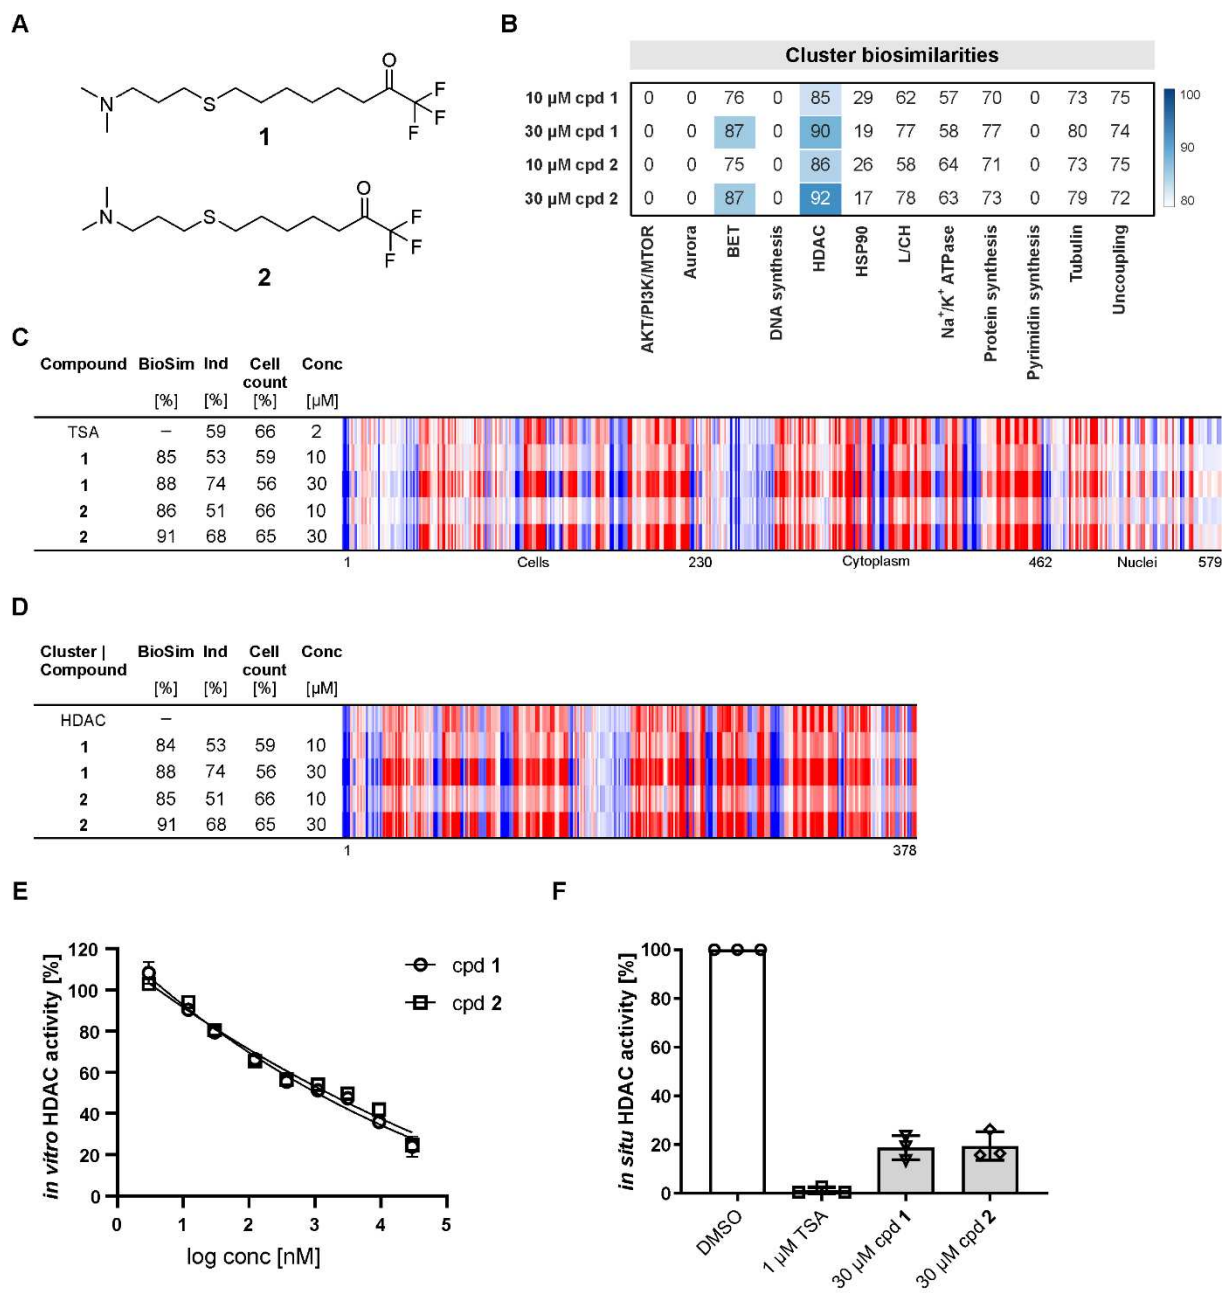 A
N
S
O
F
F
F
1
N
S
O
F
F
F
2
B
Cluster biosimilarities
10 µM cpd 1 0 0 76 0 85 29 62 57 70 0 73 75
30 µM cpd 1 0 0 87 0 90 19 77 58 77 0 80 74
10 µM cpd 2 0 0 75 0 86 26 58 64 71 0 73 75
30 µM cpd 2 0 0 87 0 92 17 78 63 73 0 79 72
100
90
80
AKT/PI3K/MTOR
Aurora
BET
DNA synthesis
HDAC
HSP90
L/CH
Na⁺/K⁺ ATPase
Protein synthesis
Pyrimidin synthesis
Tubulin
Uncoupling
C
Compound BioSim Ind Cell count Conc
[%] [%] [%] [µM]
TSA – 59 66 2
1 85 53 59 10
1 88 74 56 30
2 86 51 66 10
2 91 68 65 30
1 Cells 230 Cytoplasm 462 Nuclei 579
D
Cluster | Compound BioSim Ind Cell count Conc
[%] [%] [%] [µM]
HDAC –
1 84 53 59 10
1 88 74 56 30
2 85 51 66 10
2 91 68 65 30
1 378
E
in vitro HDAC activity [%]
120
100
80
60
40
20
0
0 1 2 3 4 5
log conc [nM]
cpd 1
cpd 2
F
in situ HDAC activity [%]
100
80
60
40
20
0
DMSO
1 µM TSA
30 µM cpd 1
30 µM cpd 2